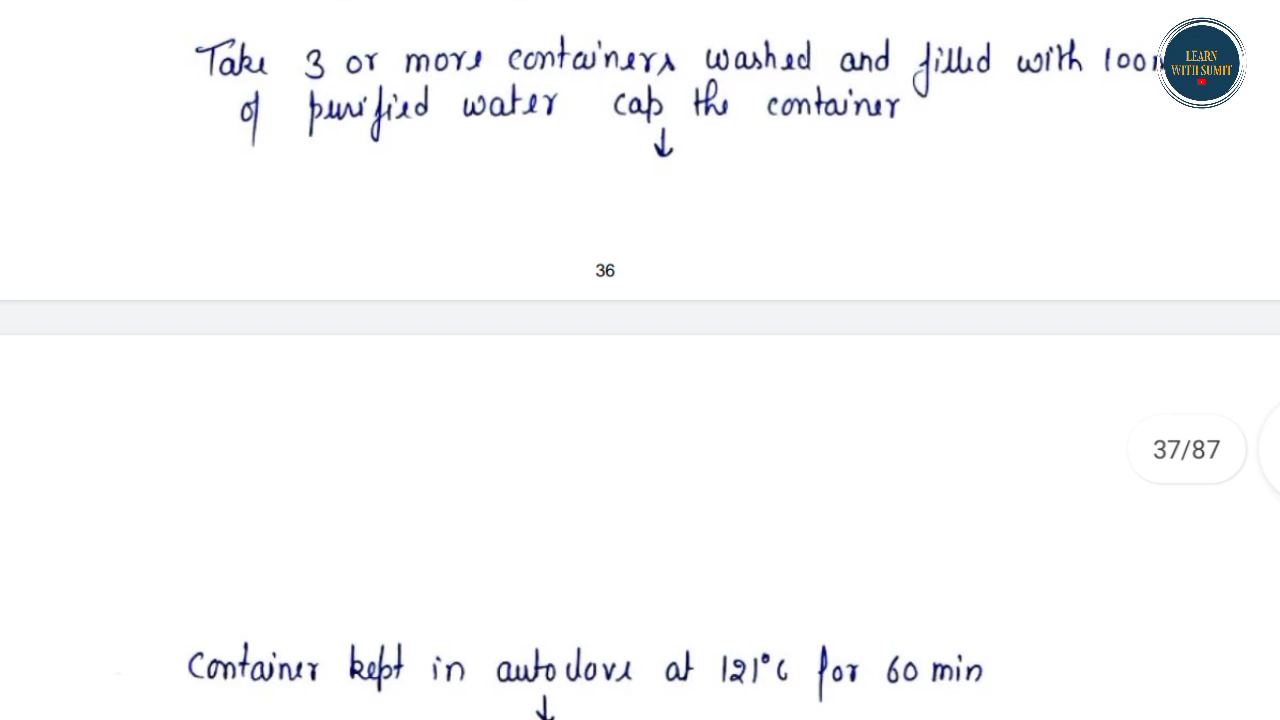 Take 3 or more containers washed and filled with
of purified water cap the container
↓
36
37/87
Container kept in autoclave at 121°C for 60 min
↓
LEARN
WITH SUMIT